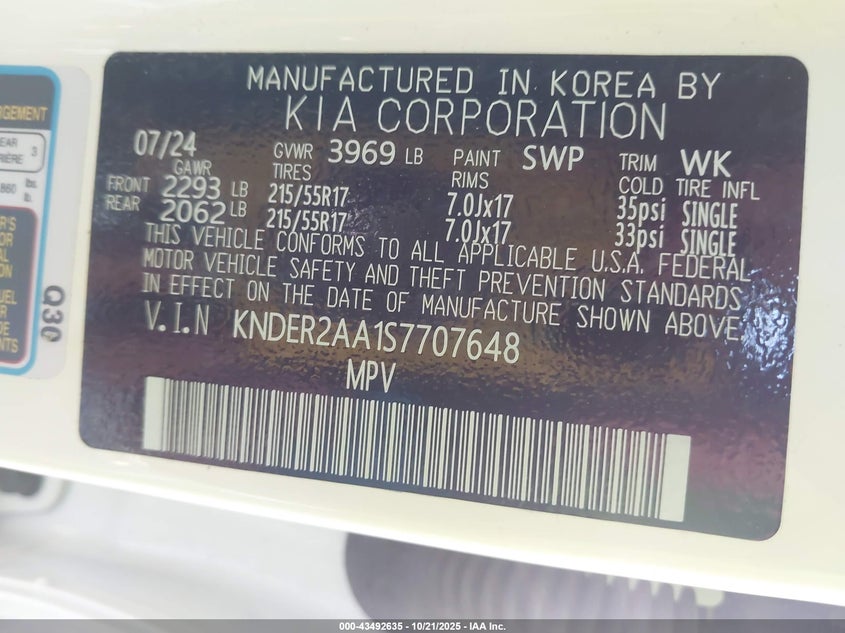 MANUFACTURED IN KOREA BY
KIA CORPORATION
07/24 GVWR 3969 LB PAINT SWP TRIM WK
GAWR TIRES RIMS COLD TIRE INFL
FRONT 2293 LB 215/55R17 7.0Jx17 35psi SINGLE
REAR 2062 LB 215/55R17 7.0Jx17 33psi SINGLE
THIS VEHICLE CONFORMS TO ALL APPLICABLE U.S.A. FEDERAL
MOTOR VEHICLE SAFETY AND THEFT PREVENTION STANDARDS
IN EFFECT ON THE DATE OF MANUFACTURE SHOWN ABOVE.
V.I.N KNDER2AA1S7707648
MPV
Q30
000-43492635 - 10/21/2025 - IAA Inc.